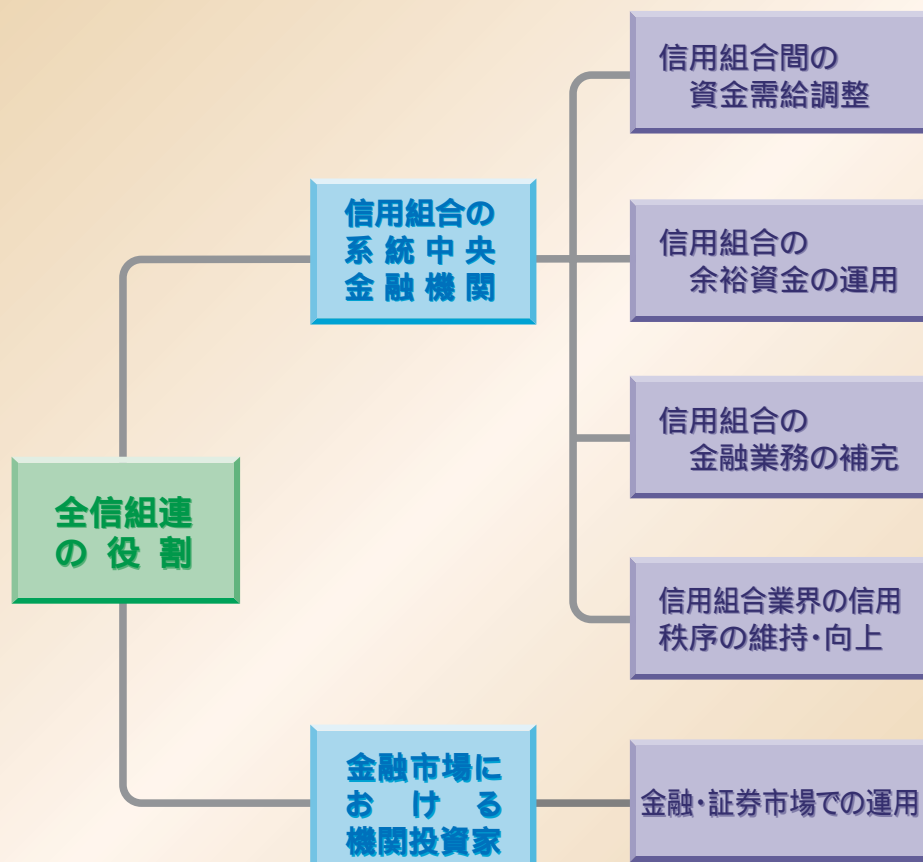 全信組連
の役割
信用組合の
系統中央
金融機関
信用組合間の
資金需給調整
信用組合の
余裕資金の運用
信用組合の
金融業務の補完
信用組合業界の信用
秩序の維持・向上
金融市場に
おける
機関投資家
金融・証券市場での運用